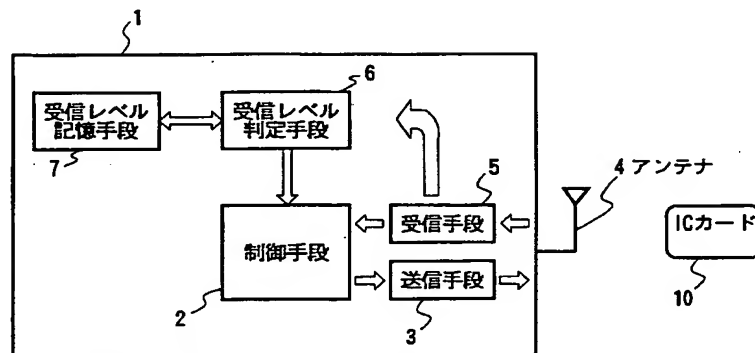 1
6
受信レベル
記憶手段
7
受信レベル
判定手段
5
4 アンテナ
受信手段
ICカード
制御手段
送信手段
10
2
3